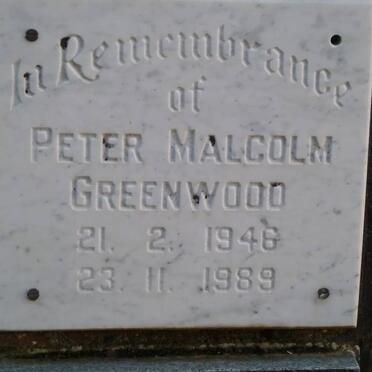 In Remembrance
of
PETER MALCOLM
GREENWOOD
21. 2. 1946
23. 11. 1989